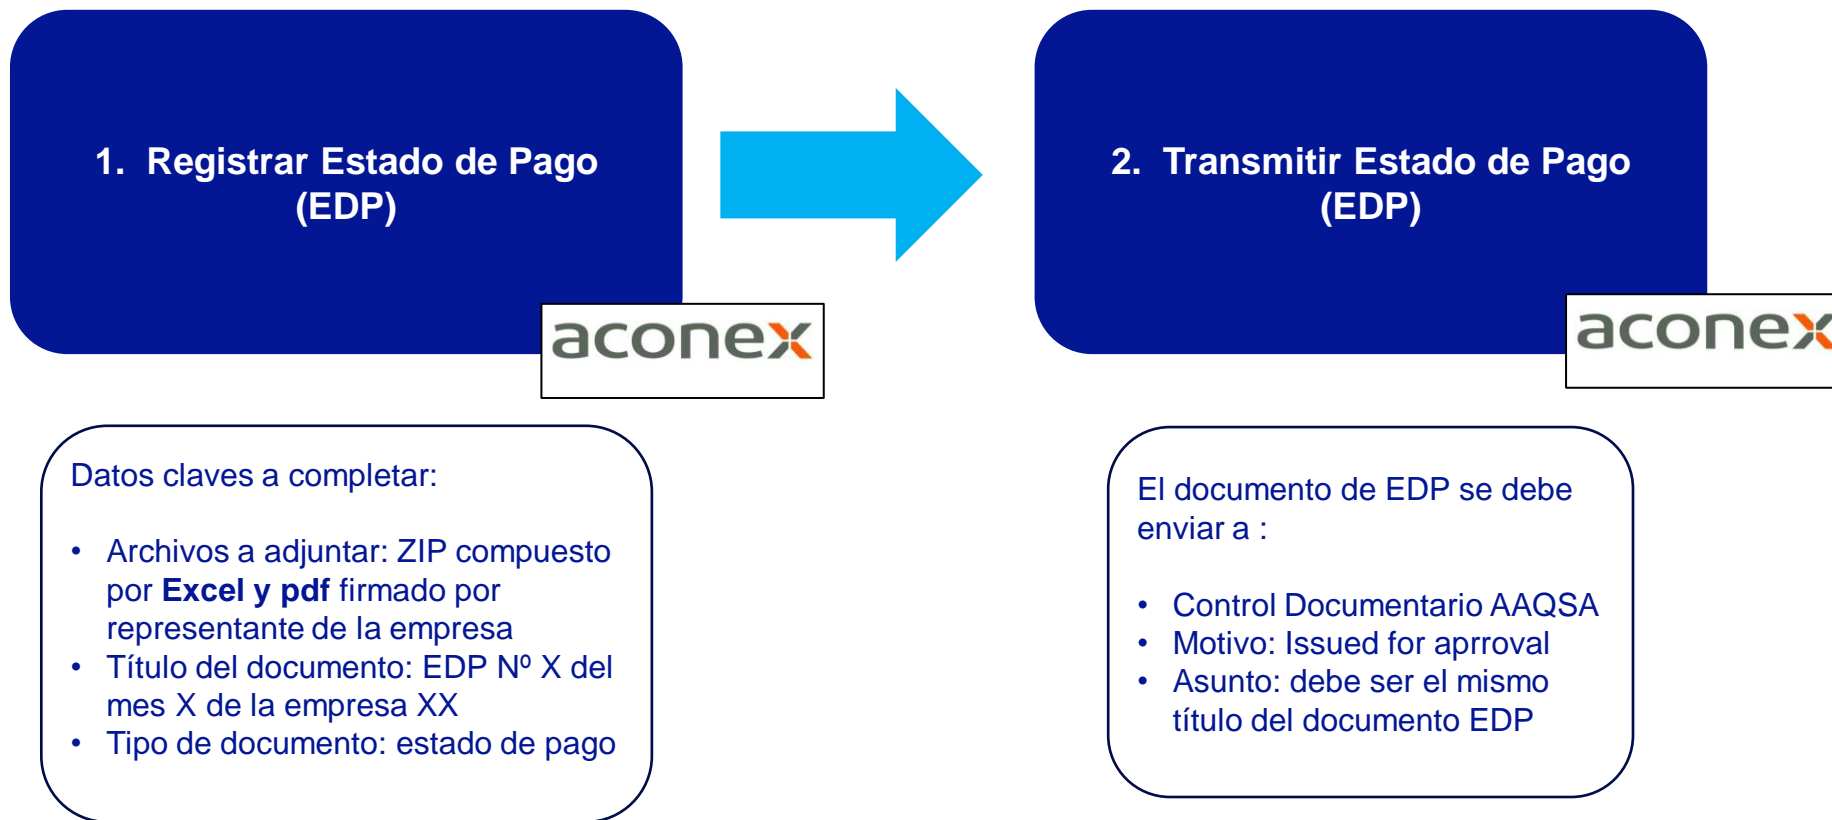 1. Registrar Estado de Pago
(EDP)
aconex
2. Transmitir Estado de Pago
(EDP)
aconex
Datos claves a completar:
• Archivos a adjuntar: ZIP compuesto
por Excel y pdf firmado por
representante de la empresa
• Título del documento: EDP Nº X del
mes X de la empresa XX
• Tipo de documento: estado de pago
El documento de EDP se debe
enviar a :
• Control Documentario AAQSA
• Motivo: Issued for aprroval
• Asunto: debe ser el mismo
título del documento EDP